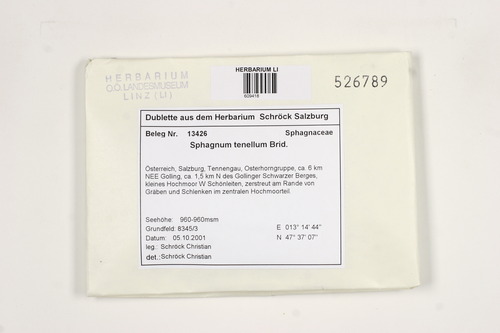 HERBARIUM
O.Ö. LANDESMUSEUM
LINZ (LI)
HERBARIUM LI
609418
526789
Dublette aus dem Herbarium Schröck Salzburg
Beleg Nr. 13426 Sphagnaceae
Sphagnum tenellum Brid.
Österreich, Salzburg, Tennengau, Osterhorngruppe, ca. 6 km
NEE Golling, ca. 1,5 km N des Gollinger Schwarzer Berges,
kleines Hochmoor W Schönleiten, zerstreut am Rande von
Gräben und Schlenken im zentralen Hochmoorteil.
Seehöhe: 960-960msm
Grundfeld: 8345/3 E 013° 14' 44"
Datum: 05.10.2001 N 47° 37' 07"
leg.: Schröck Christian
det.: Schröck Christian